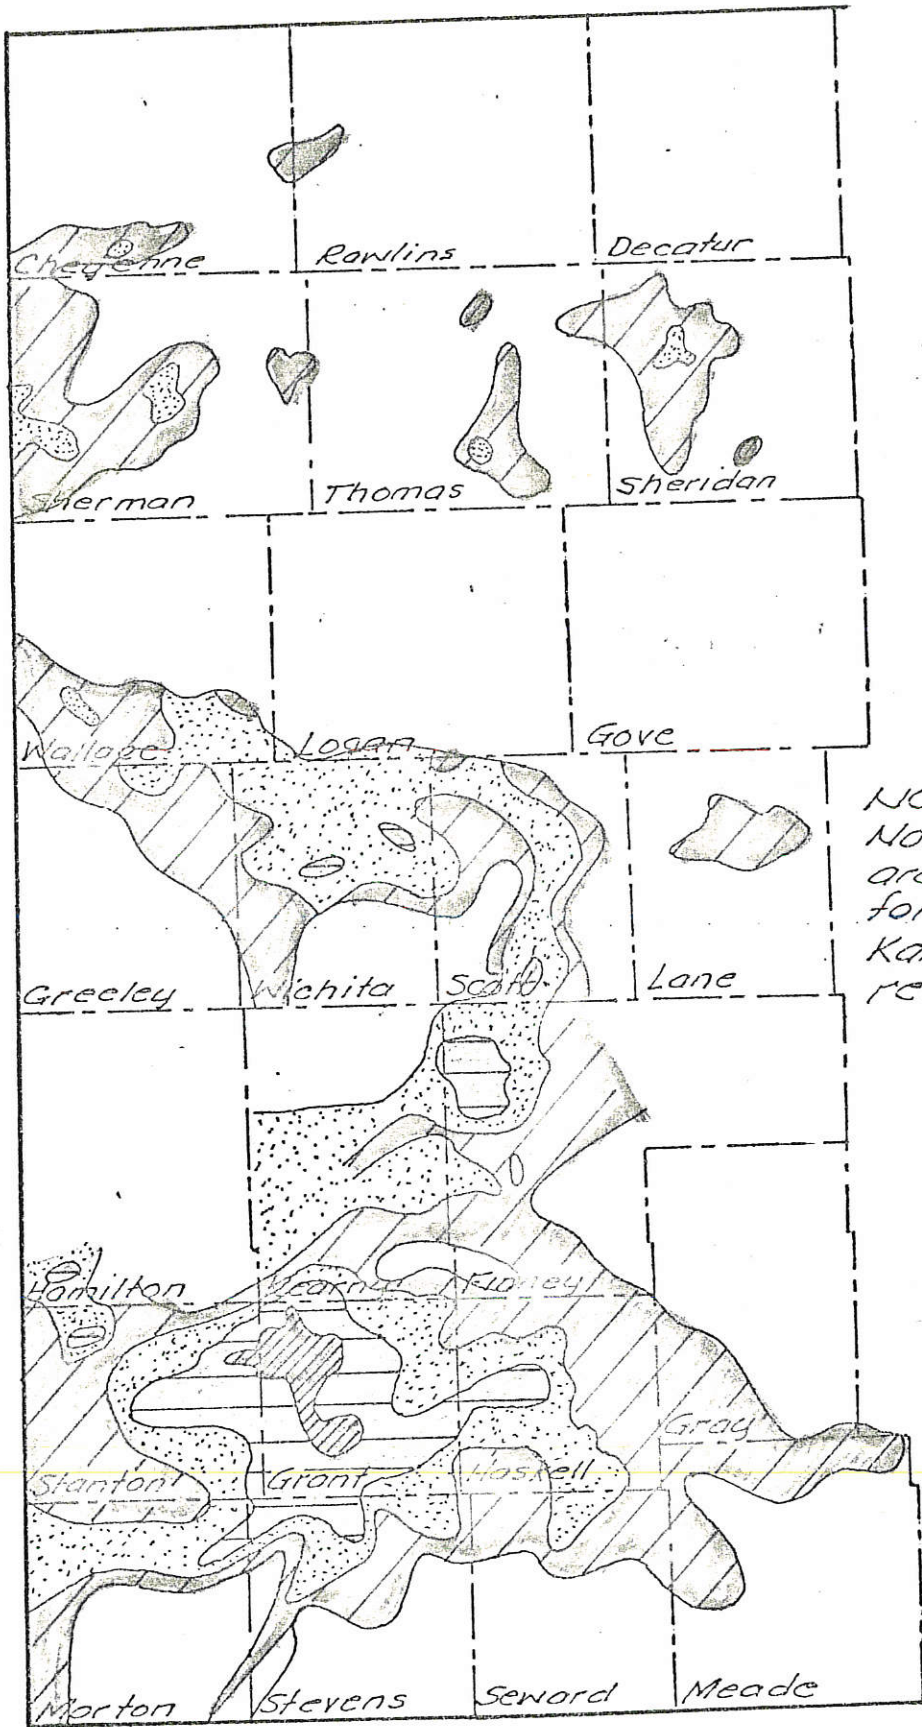 Cheyenne
Rawlins
Decatur
Sherman
Thomas
Sheridan
Wallace
Logan
Gove
Greeley
Wichita
Scott
Lane
Hamilton
Kearny
Finney
Stanton
Grant
Haskell
Gray
Morton
Stevens
Seward
Meade